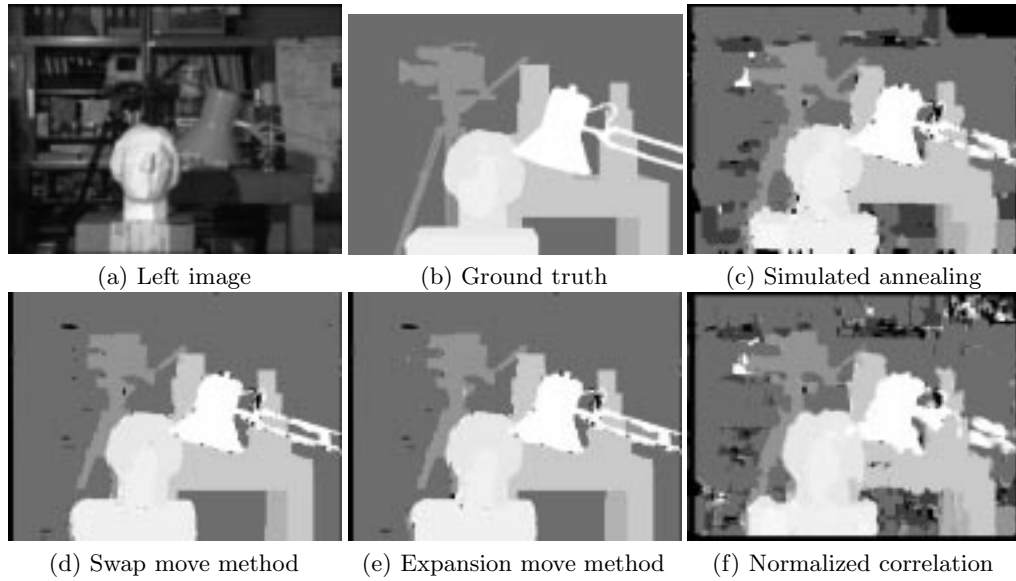 (a) Left image
(b) Ground truth
(c) Simulated annealing
(d) Swap move method
(e) Expansion move method
(f) Normalized correlation